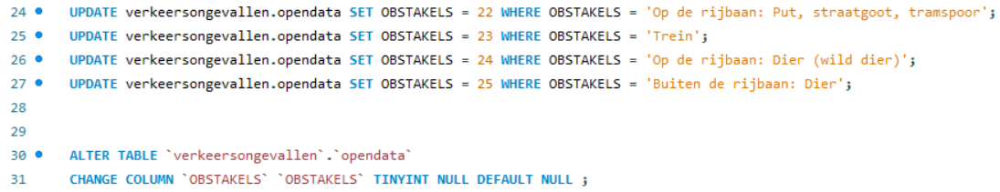 24 UPDATE verkeersongevallen.opendata SET OBSTAKELS = 22 WHERE OBSTAKELS = 'Op de rijbaan: Put, straatgoot, tramspoor';
25 UPDATE verkeersongevallen.opendata SET OBSTAKELS = 23 WHERE OBSTAKELS = 'Trein';
26 UPDATE verkeersongevallen.opendata SET OBSTAKELS = 24 WHERE OBSTAKELS = 'Op de rijbaan: Dier (wild dier)';
27 UPDATE verkeersongevallen.opendata SET OBSTAKELS = 25 WHERE OBSTAKELS = 'Buiten de rijbaan: Dier';
28
29
30 ALTER TABLE `verkeersongevallen`.`opendata`
31 CHANGE COLUMN `OBSTAKELS` `OBSTAKELS` TINYINT NULL DEFAULT NULL ;